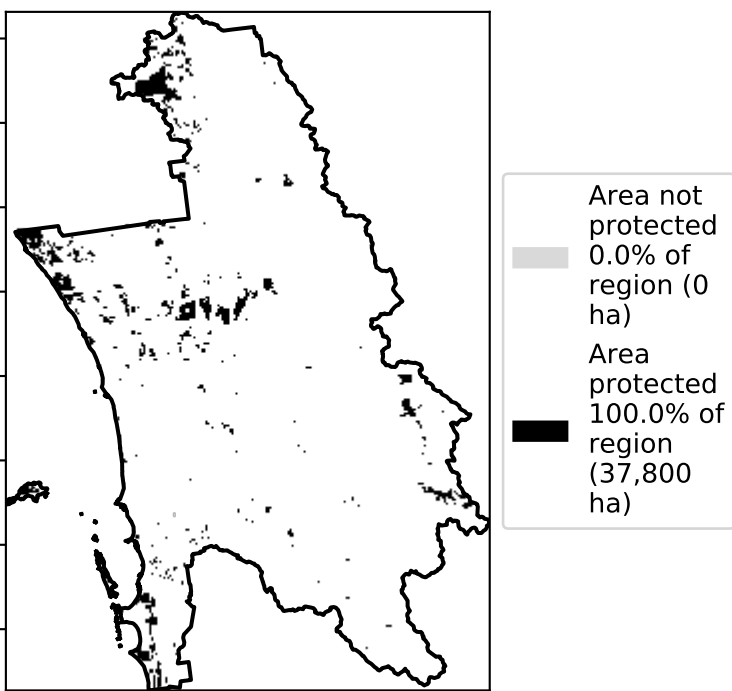 Area not
protected
0.0% of
region (0
ha)
Area
protected
100.0% of
region
(37,800
ha)